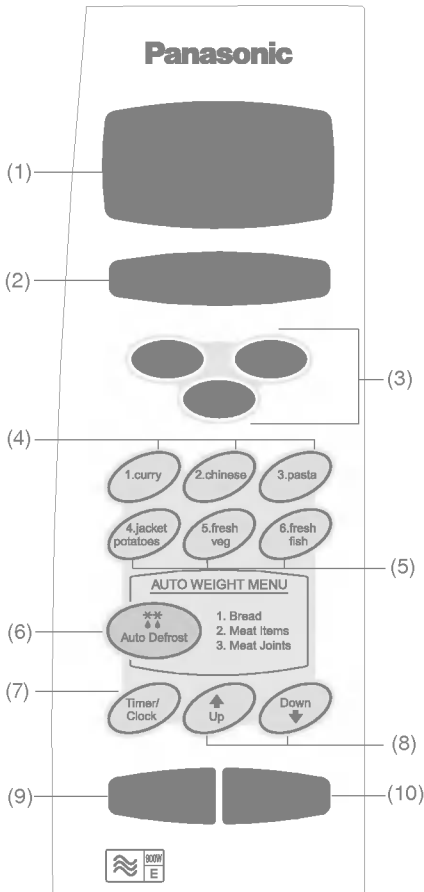 Panasonic
(1)
(2)
(3)
(4)
1.curry
2.chinese
3.pasta
4.jacket
potatoes
5.fresh
veg
6.fresh
fish
(5)
AUTO WEIGHT MENU
(6)
Auto Defrost
1. Bread
2. Meat Items
3. Meat Joints
(7)
Timer/
Clock
Up
Down
(8)
(9)
(10)
900W
E